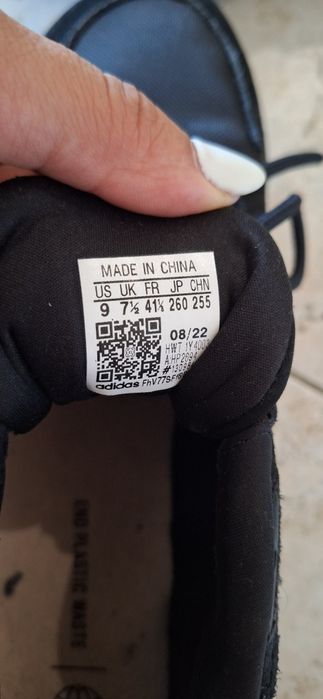 MADE IN CHINA
US UK FR JP CHN
9 7½ 41⅓ 260 255
08/22
adidas
END PLASTIC WASTE